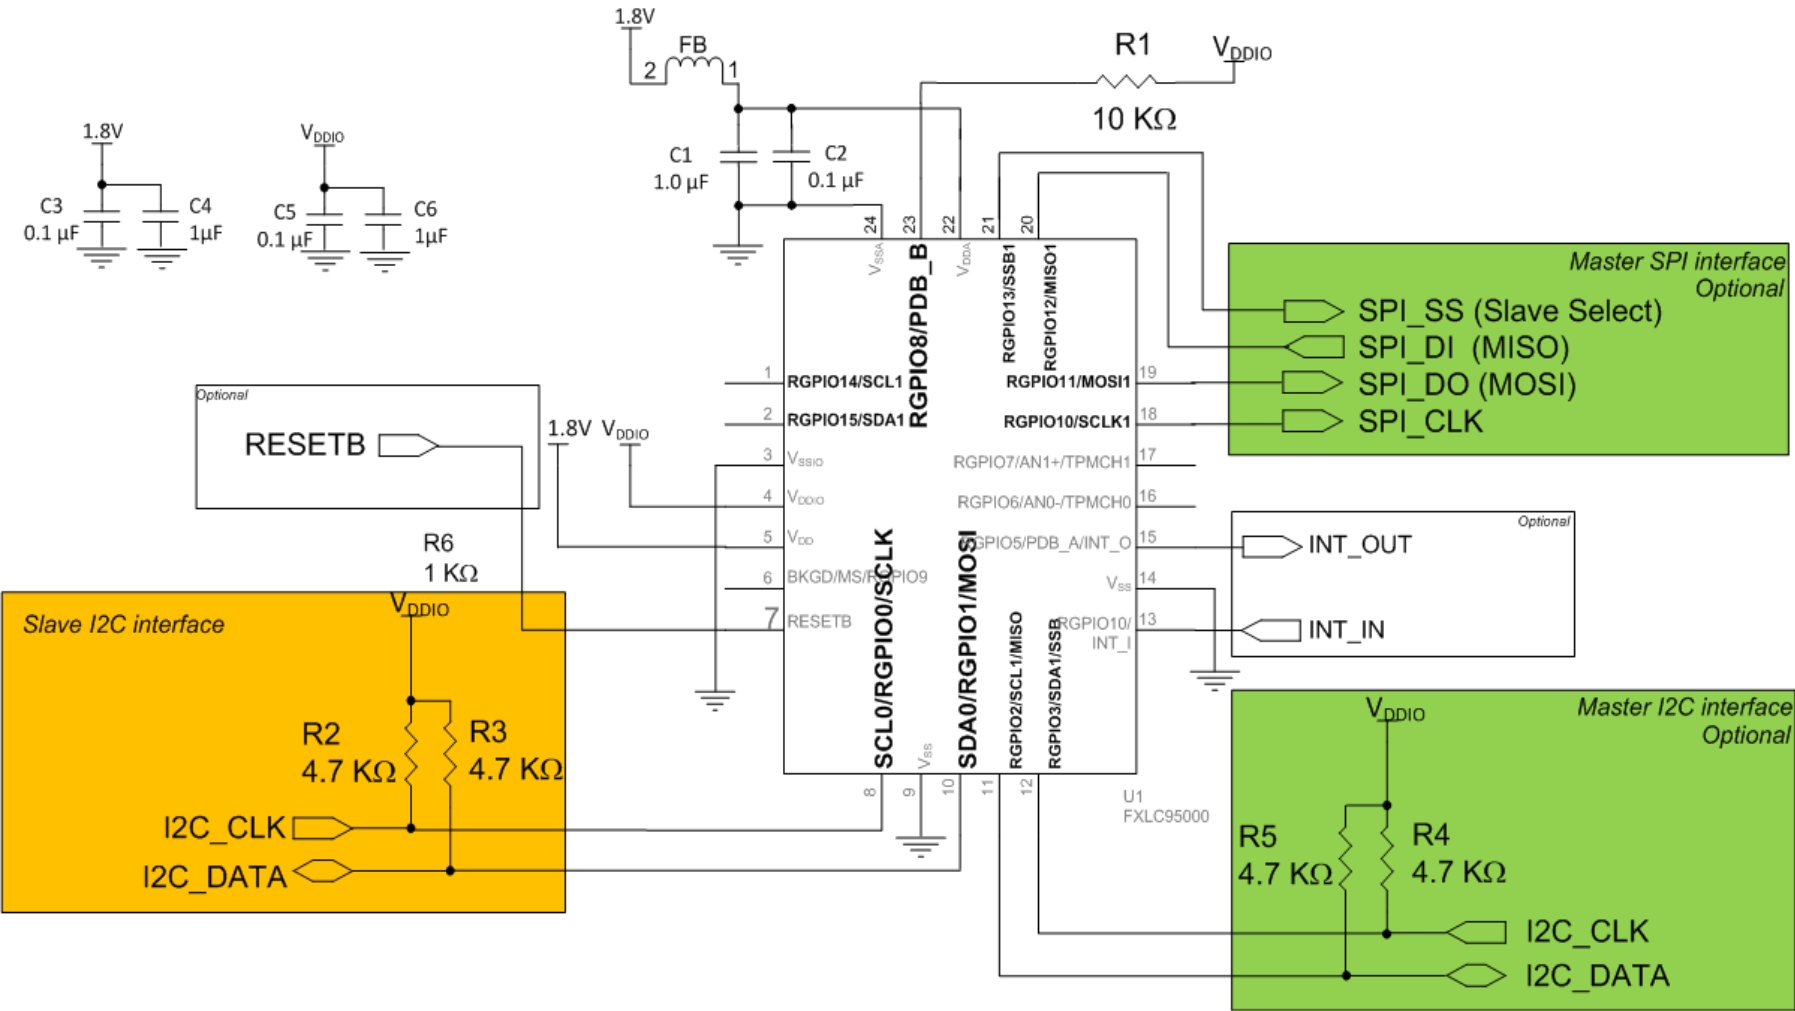 1.8V
FB
2
1
R1
VDDIO
10 KΩ
1.8V
C3
0.1 µF
C4
1µF
VDDIO
C5
0.1 µF
C6
1µF
C1
1.0 µF
C2
0.1 µF
24
23
22
21
20
VSSA
RGPIO8/PDB_B
VDDA
RGPIO13/SSB1
RGPIO12/MISO1
Master SPI interface
Optional
SPI_SS (Slave Select)
SPI_DI (MISO)
SPI_DO (MOSI)
SPI_CLK
1
RGPIO14/SCL1
2
RGPIO15/SDA1
3
VSSIO
4
VDDIO
5
VDD
6
BKGD/MS/RGPIO9
7
RESETB
RGPIO11/MOSI1
19
RGPIO10/SCLK1
18
RGPIO7/AN1+/TPMCH1
17
RGPIO6/AN0-/TPMCH0
16
RGPIO5/PDB_A/INT_O
15
VSS
14
RGPIO10/
INT_I
13
Optional
RESETB
1.8V
VDDIO
R6
1 KΩ
Optional
INT_OUT
INT_IN
Slave I2C interface
VDDIO
R2
4.7 KΩ
R3
4.7 KΩ
I2C_CLK
I2C_DATA
SCL0/RGPIO0/SCLK
VSS
SDA0/RGPIO1/MOSI
RGPIO2/SCL1/MISO
RGPIO3/SDA1/SSB
8
9
10
11
12
U1
FXLC95000
Master I2C interface
Optional
VDDIO
R5
4.7 KΩ
R4
4.7 KΩ
I2C_CLK
I2C_DATA